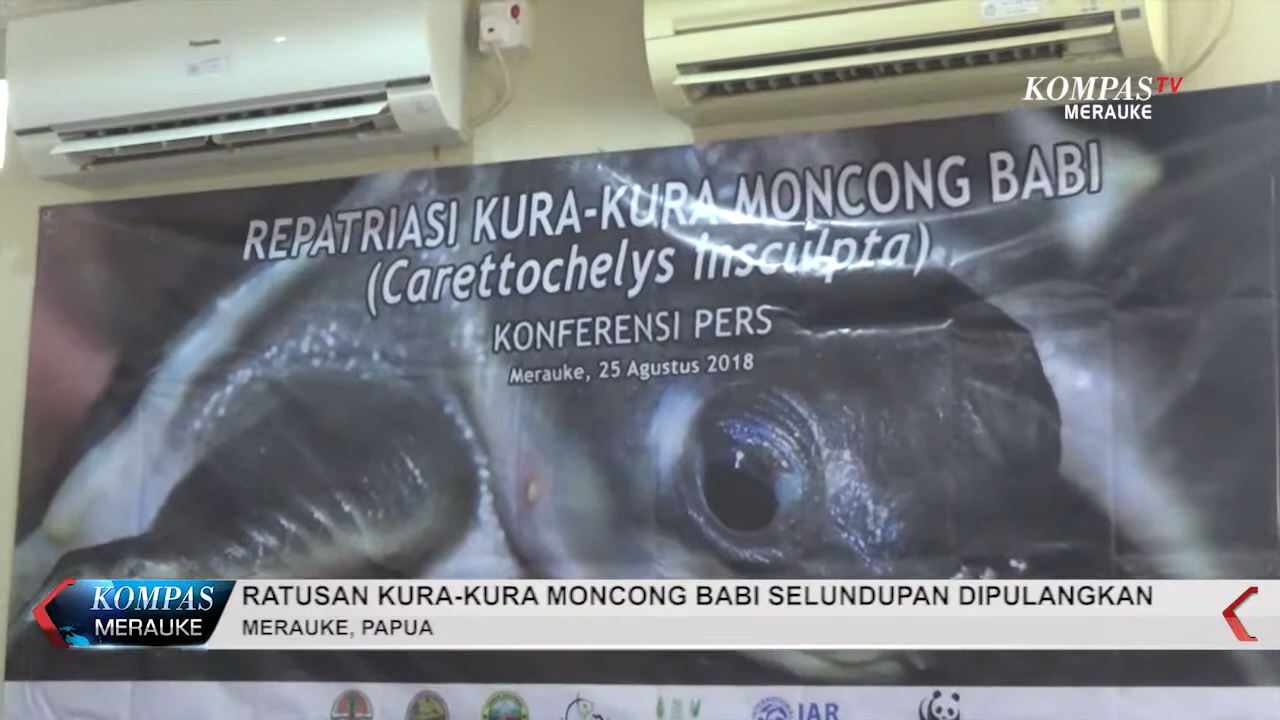 Panasonic
KOMPAS TV
MERAUKE
REPATRIASI KURA-KURA MONCONG BABI
(Carettochelys insculpta)
KONFERENSI PERS
Merauke, 25 Agustus 2018
KOMPAS
MERAUKE
RATUSAN KURA-KURA MONCONG BABI SELUNDUPAN DIPULANGKAN
MERAUKE, PAPUA
IAR